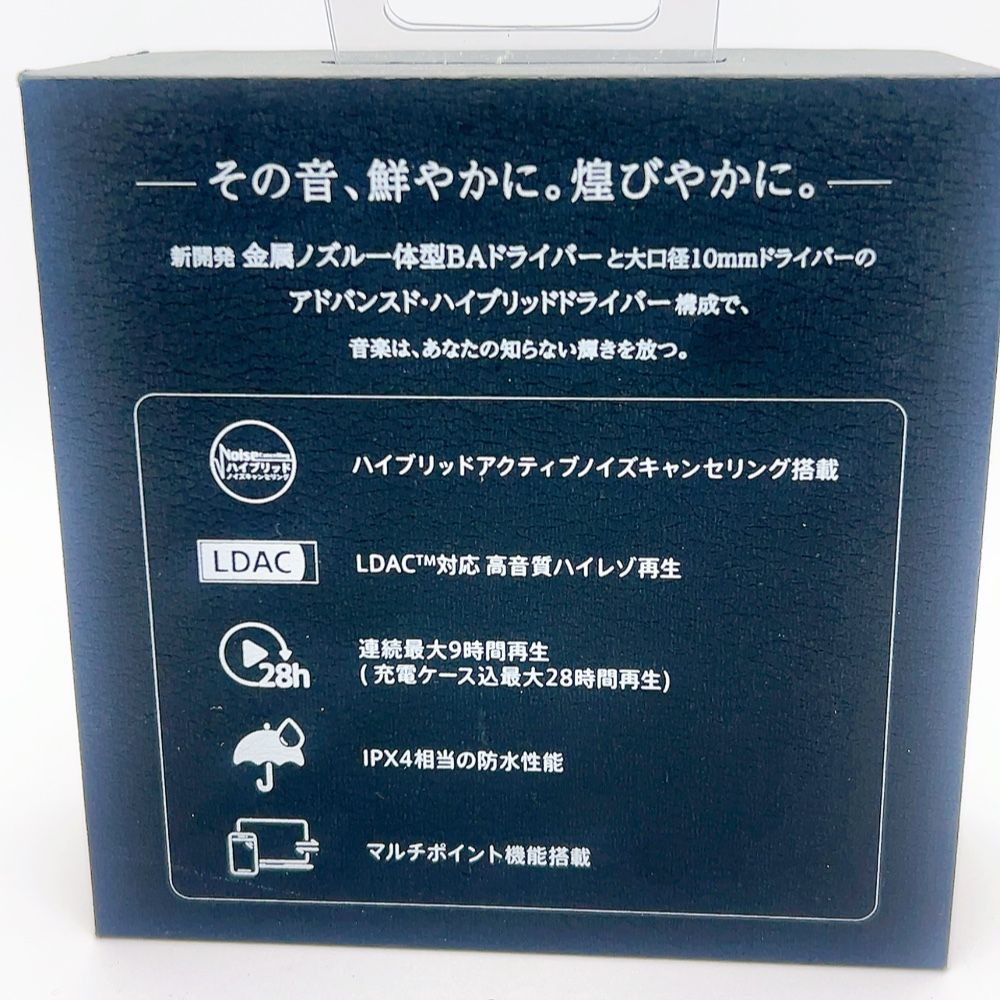 その音、鮮やかに。煌びやかに。
新開発 金属ノズル一体型BAドライバーと大口径10mmドライバーの
アドバンスド・ハイブリッドドライバー構成で、
音楽は、あなたの知らない輝きを放つ。
Noise Cancelling
ハイブリッド
ノイズキャンセリング
ハイブリッドアクティブノイズキャンセリング搭載
LDAC
LDAC™対応 高音質ハイレゾ再生
28h
連続最大9時間再生
(充電ケース込最大28時間再生)
IPX4相当の防水性能
マルチポイント機能搭載